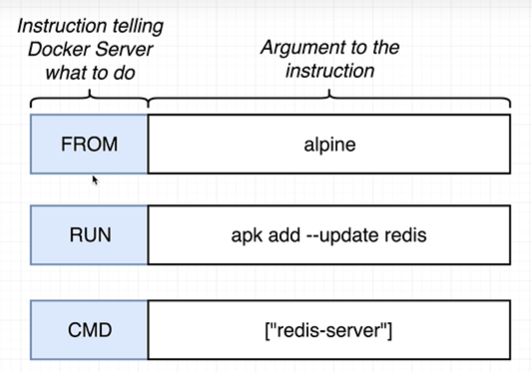 Instruction telling
Docker Server
what to do
Argument to the
instruction
FROM
alpine
RUN
apk add --update redis
CMD
["redis-server"]